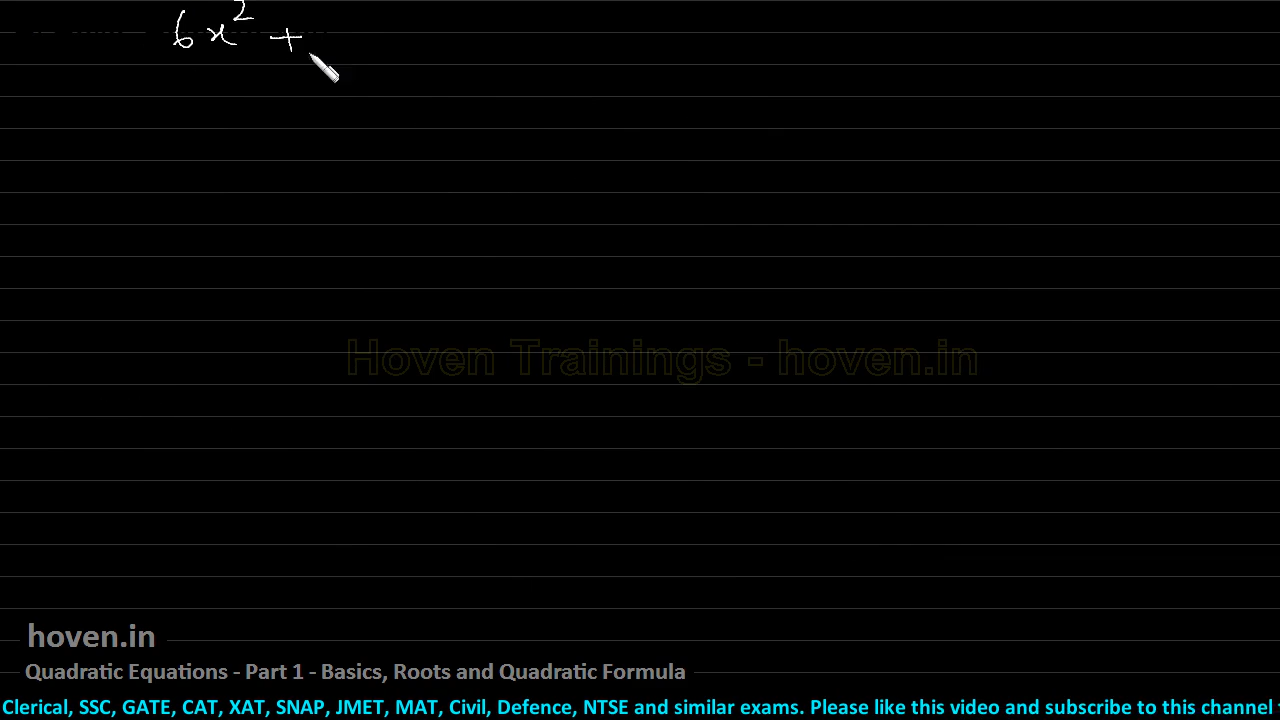 6x² +
Hoven Trainings - hoven.in
hoven.in
Quadratic Equations - Part 1 - Basics, Roots and Quadratic Formula
Clerical, SSC, GATE, CAT, XAT, SNAP, JMET, MAT, Civil, Defence, NTSE and similar exams. Please like this video and subscribe to this channel